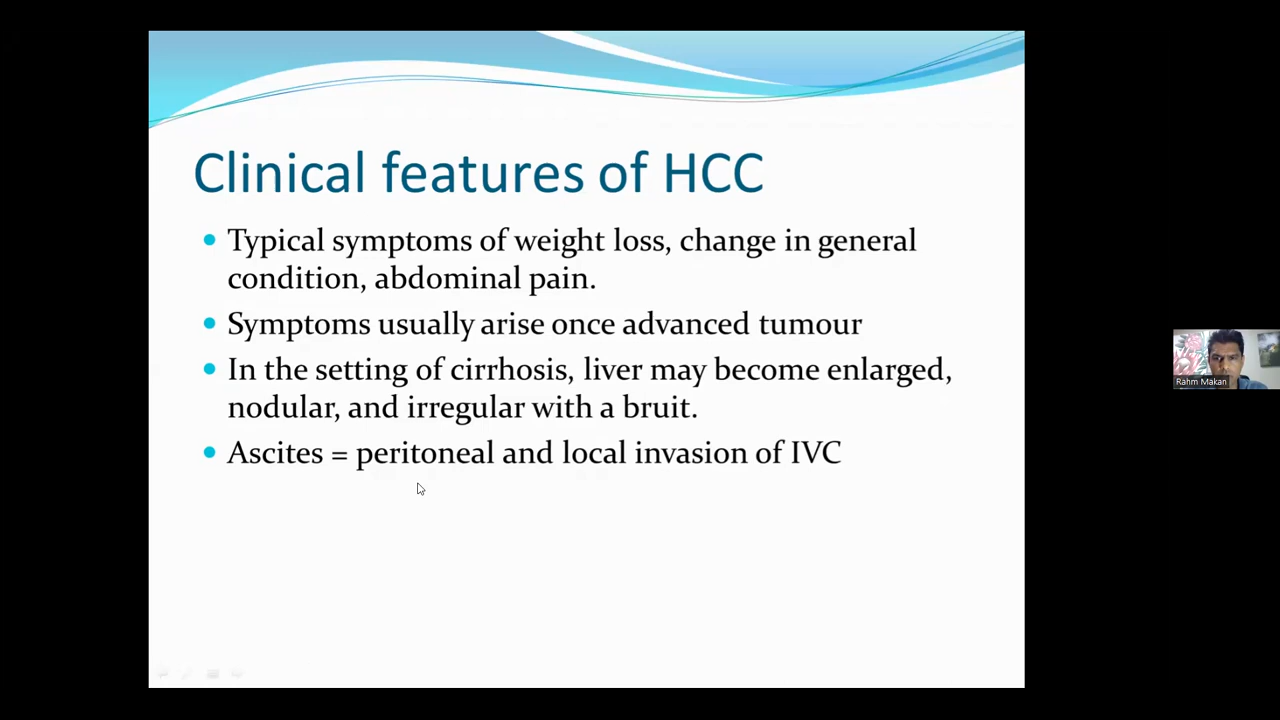 Clinical features of HCC
Typical symptoms of weight loss, change in general
condition, abdominal pain.
Symptoms usually arise once advanced tumour
In the setting of cirrhosis, liver may become enlarged,
nodular, and irregular with a bruit.
Ascites = peritoneal and local invasion of IVC
Rahm Makan